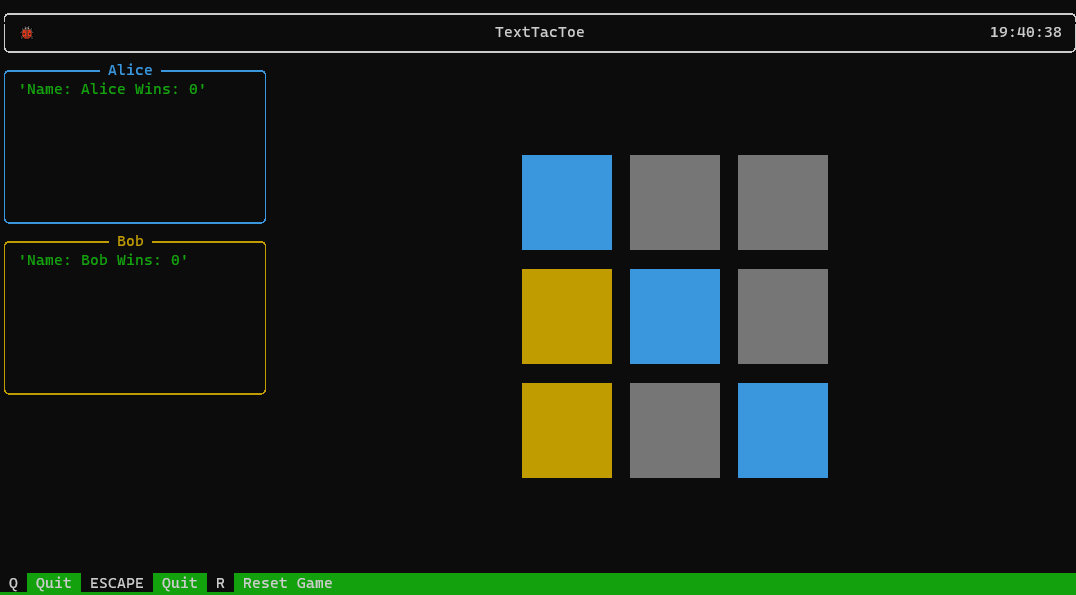 TextTacToe 19:40:38
Alice
'Name: Alice Wins: 0'
Bob
'Name: Bob Wins: 0'
Q Quit ESCAPE Quit R Reset Game